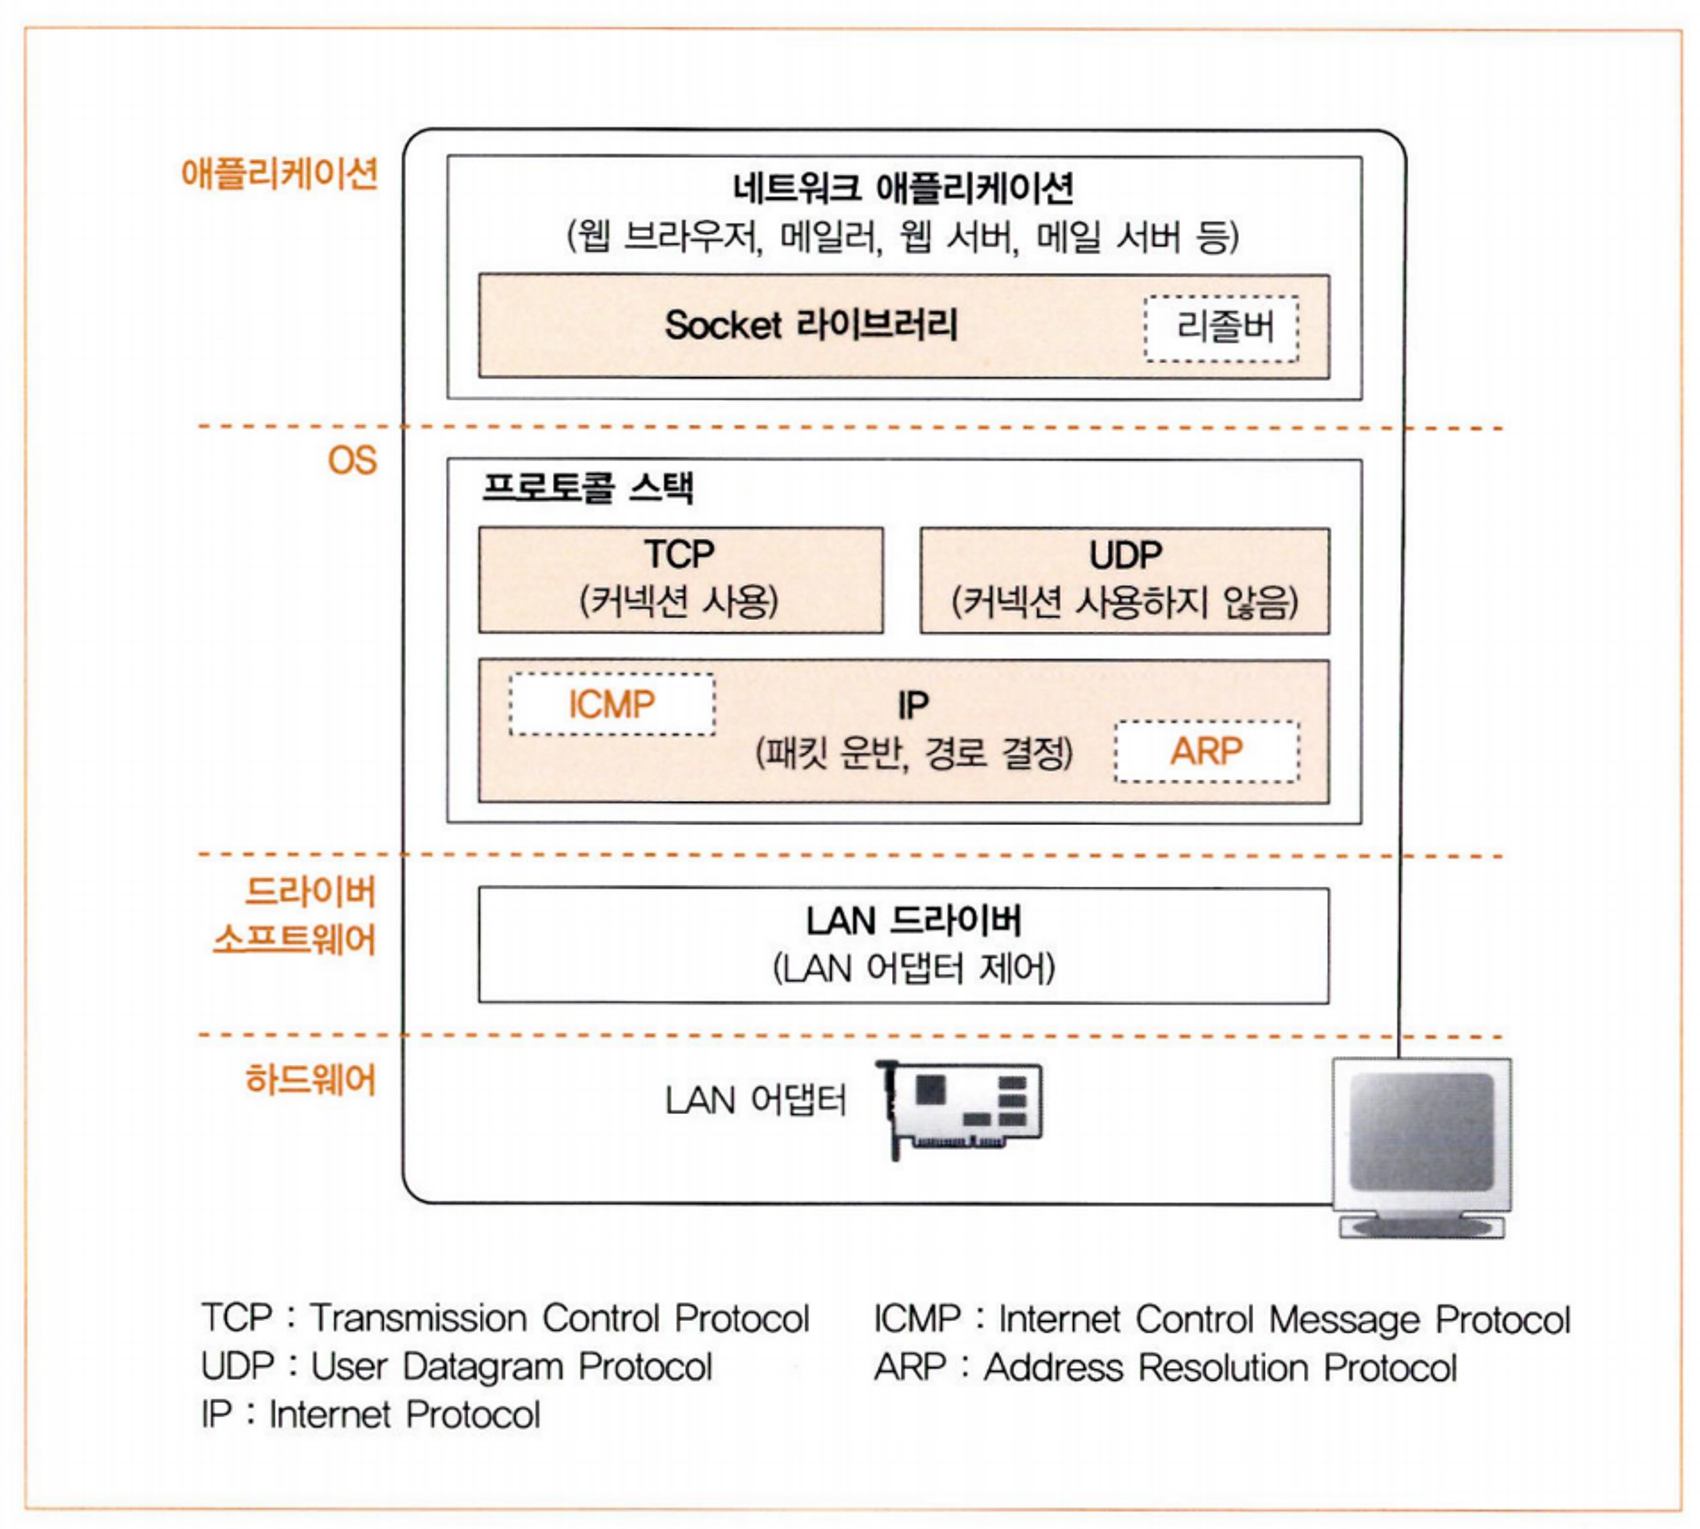 애플리케이션
네트워크 애플리케이션
(웹 브라우저, 메일러, 웹 서버, 메일 서버 등)
Socket 라이브러리
리졸버
OS
프로토콜 스택
TCP
(커넥션 사용)
UDP
(커넥션 사용하지 않음)
ICMP
IP
(패킷 운반, 경로 결정)
ARP
드라이버
소프트웨어
LAN 드라이버
(LAN 어댑터 제어)
하드웨어
LAN 어댑터
TCP : Transmission Control Protocol
UDP : User Datagram Protocol
IP : Internet Protocol
ICMP : Internet Control Message Protocol
ARP : Address Resolution Protocol